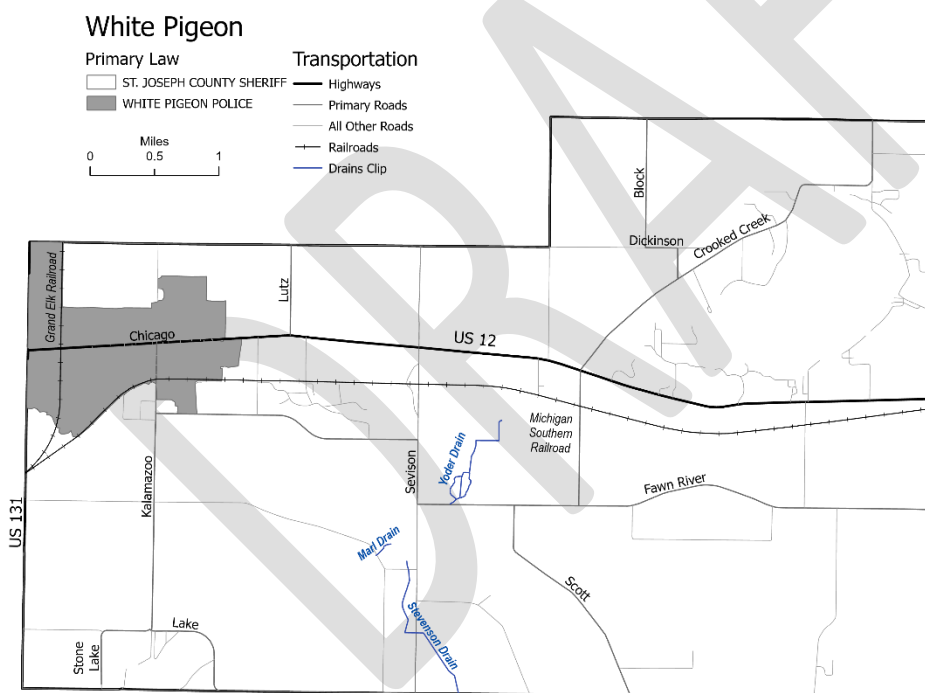 White Pigeon
Primary Law
ST. JOSEPH COUNTY SHERIFF
WHITE PIGEON POLICE
Miles
0 0.5 1
Transportation
Highways
Primary Roads
All Other Roads
Railroads
Drains Clip
Block
Dickinson
Crooked Creek
Grand Elk Railroad
Lutz
Chicago
US 12
Michigan
Southern
Railroad
Yoder Drain
Sevison
Kalamazoo
Fawn River
US 131
Marl Drain
Scott
Stevenson Drain
Lake
Stone
Lake
DRA